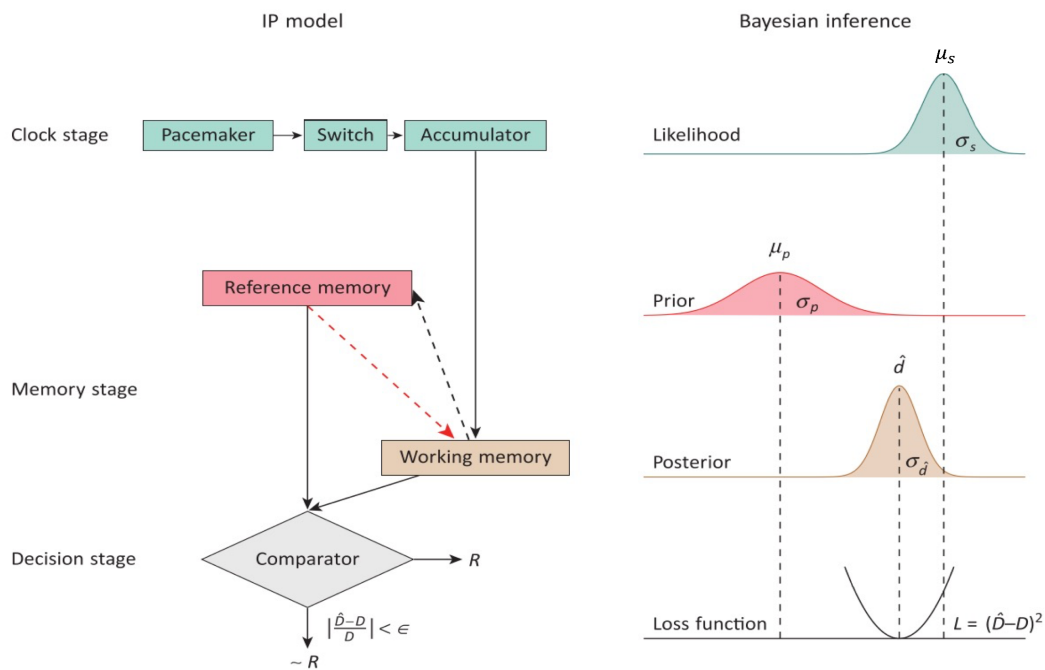 IP model
Bayesian inference
Clock stage
Pacemaker
Switch
Accumulator
Likelihood
μₛ
σₛ
Reference memory
Prior
μₚ
σₚ
Memory stage
Working memory
Posterior
d̂
σ_d̂
Decision stage
Comparator
R
|D̂–D / D| < ϵ
~ R
Loss function
L = (D̂–D)²